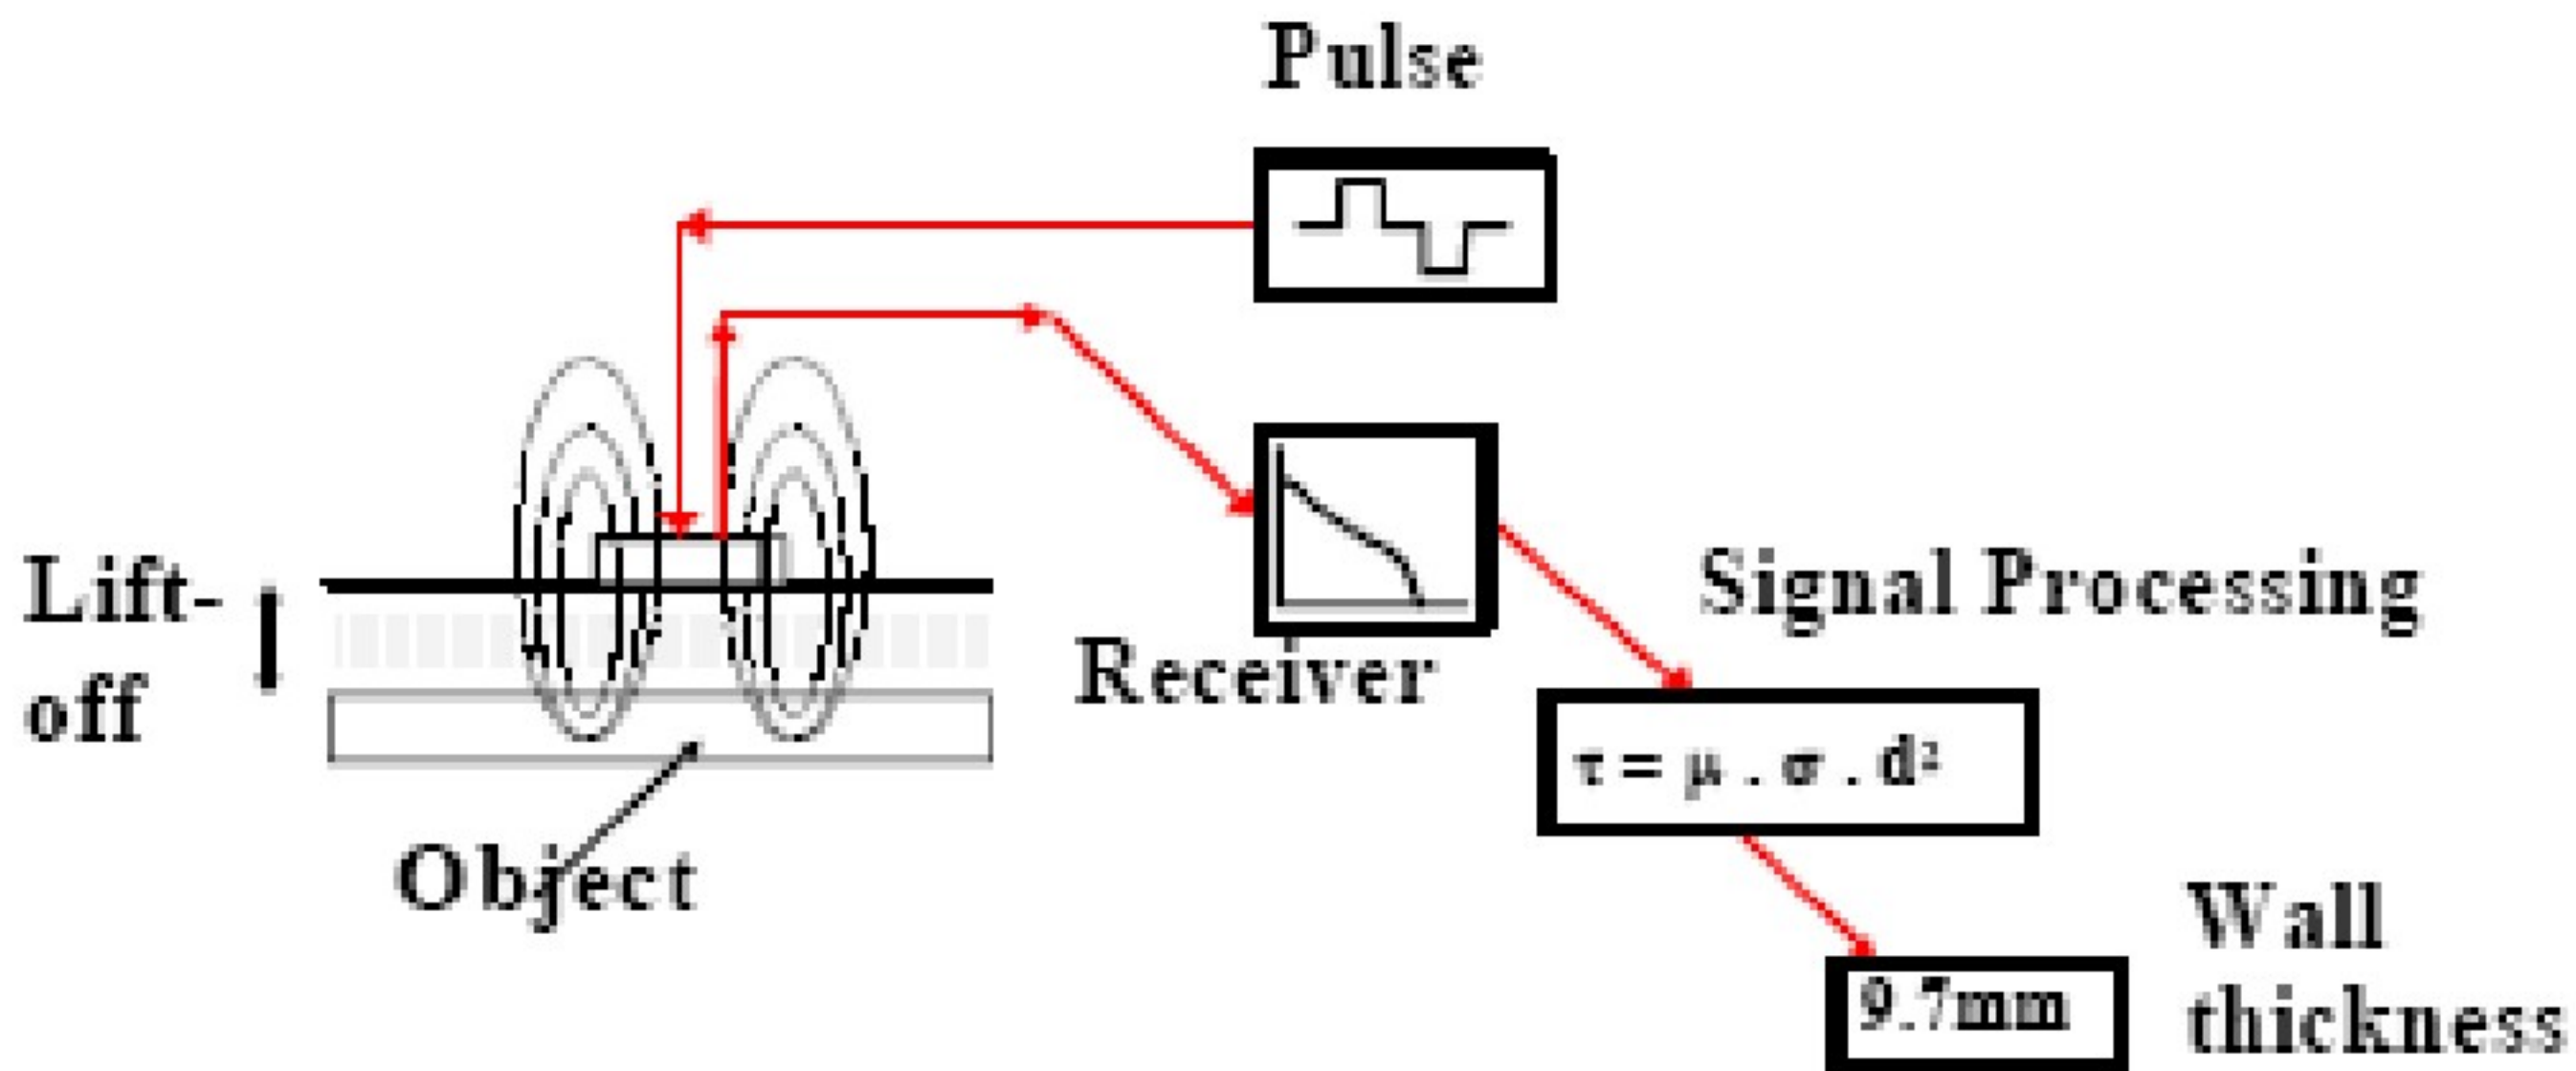 Pulse
Lift-
off
Receiver
Signal Processing
τ = μ . σ . d²
Object
9.7mm
Wall
thickness